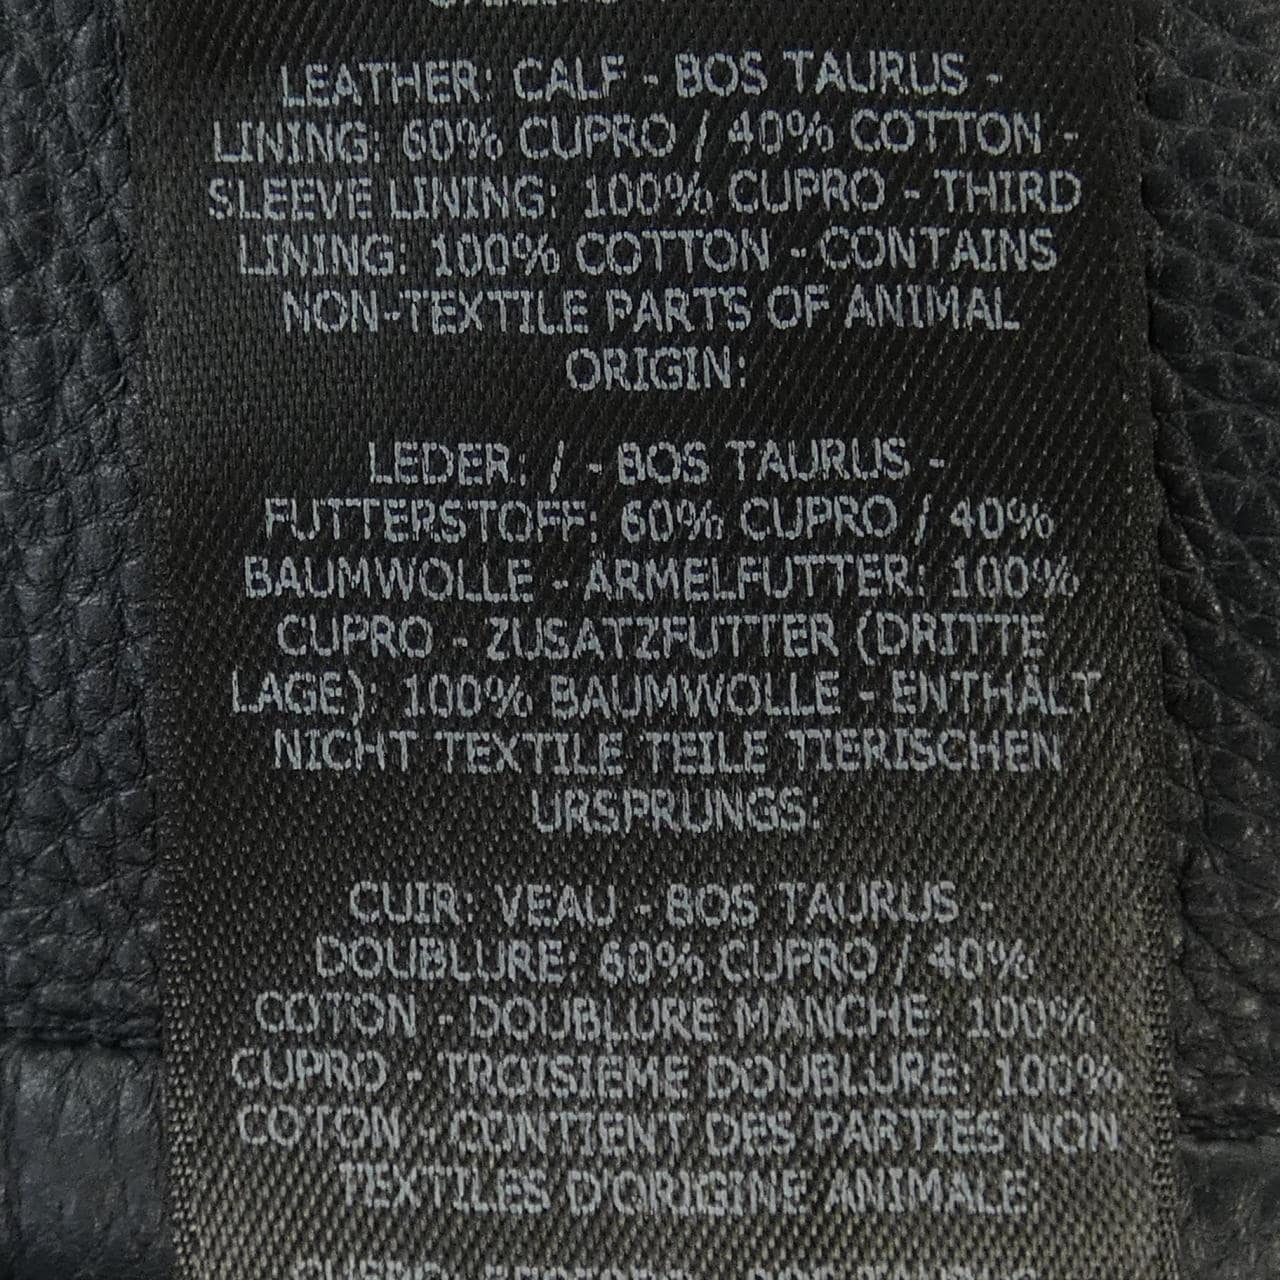 LEATHER: CALF - BOS TAURUS -
LINING: 60% CUPRO / 40% COTTON -
SLEEVE LINING: 100% CUPRO - THIRD
LINING: 100% COTTON - CONTAINS
NON-TEXTILE PARTS OF ANIMAL
ORIGIN:
LEDER: / - BOS TAURUS -
FUTTERSTOFF: 60% CUPRO / 40%
BAUMWOLLE - ÄRMELFUTTER: 100%
CUPRO - ZUSATZFUTTER (DRITTE
LAGE): 100% BAUMWOLLE - ENTHÄLT
NICHT TEXTILE TEILE TIERISCHEN
URSPRUNGS:
CUIR: VEAU - BOS TAURUS -
DOUBLURE: 60% CUPRO / 40%
COTON - DOUBLURE MANCHE: 100%
CUPRO - TROISIEME DOUBLURE: 100%
COTON - CONTIENT DES PARTIES NON
TEXTILES D'ORIGINE ANIMALE